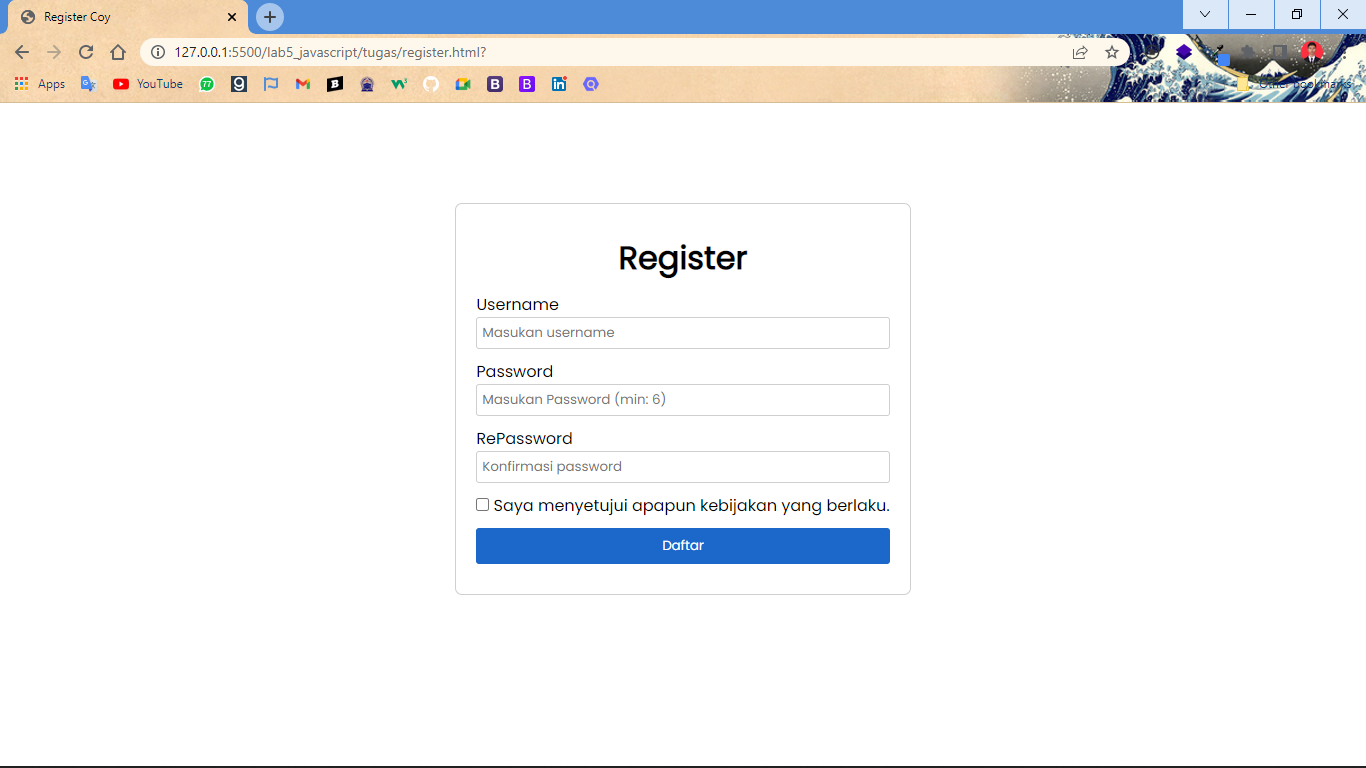 Register Coy
127.0.0.1:5500/lab5_javascript/tugas/register.html?
Apps
YouTube
Other bookmarks
Register
Username
Masukan username
Password
Masukan Password (min: 6)
RePassword
Konfirmasi password
Saya menyetujui apapun kebijakan yang berlaku.
Daftar